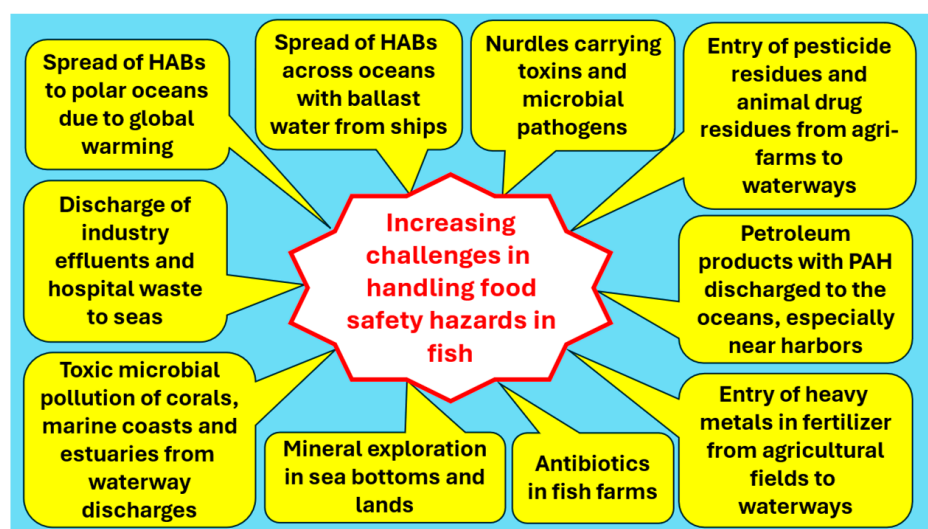 Spread of HABs
to polar oceans
due to global
warming
Spread of HABs
across oceans
with ballast
water from ships
Nurdles carrying
toxins and
microbial
pathogens
Entry of pesticide
residues and
animal drug
residues from agri-
farms to
waterways
Discharge of
industry
effluents and
hospital waste
to seas
Increasing
challenges in
handling food
safety hazards in
fish
Petroleum
products with PAH
discharged to the
oceans, especially
near harbors
Toxic microbial
pollution of corals,
marine coasts and
estuaries from
waterway
discharges
Mineral exploration
in sea bottoms and
lands
Antibiotics
in fish farms
Entry of heavy
metals in fertilizer
from agricultural
fields to
waterways